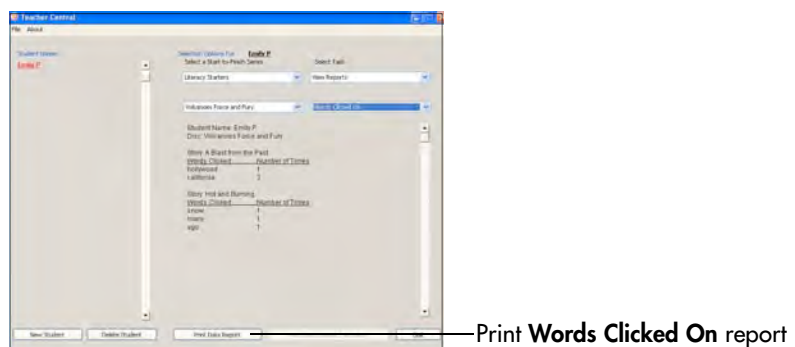 Teacher Central
File About
Student Names
Selection Options For Emily P
Select a Start-to-Finish Series
Select Task
Emily P
Literacy Starters
View Reports
Volcanoes Force and Fury
Words Clicked On
Student Name: Emily P
Disc: Volcanoes Force and Fury
Story: A Blast from the Past
Words Clicked Number of Times
hollywood 1
california
Story: Hot and Burning
Words Clicked Number of Times
snow 1
many 1
ago 1
New Student
Delete Student
Print Data Report
Print Words Clicked On report